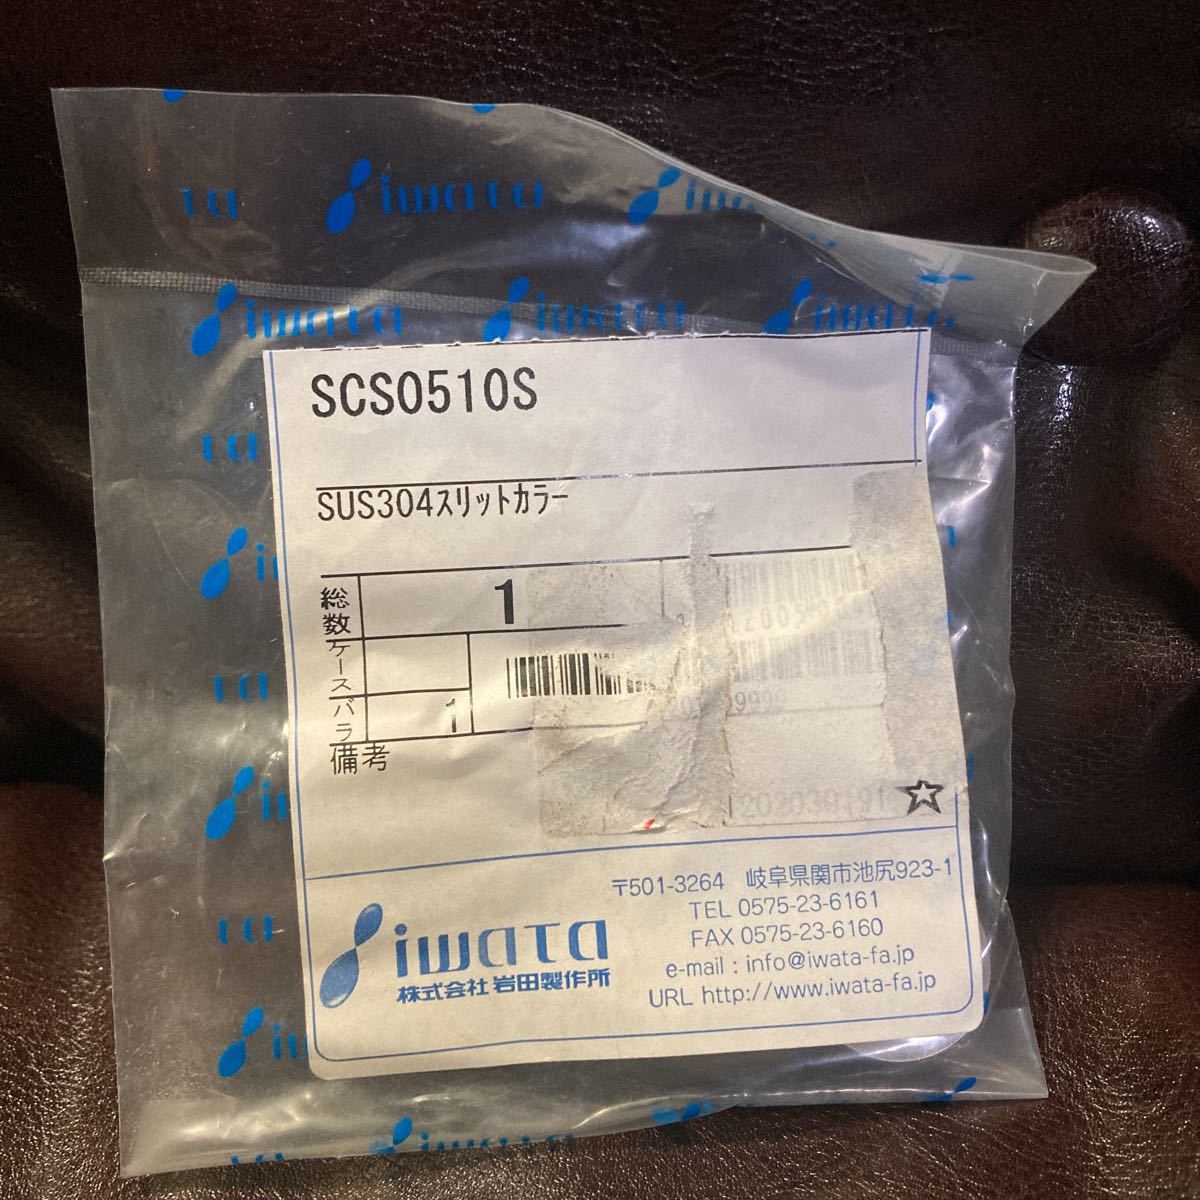 iwata
iwata
iwata
iwata
SCS0510S
SUS304スリットカラー
総数 1
ケース
バラ 1
備考
☆
iwata
株式会社 岩田製作所
〒501-3264 岐阜県関市池尻923-1
TEL 0575-23-6161
FAX 0575-23-6160
e-mail : info@iwata-fa.jp
URL http://www.iwata-fa.jp
iwata